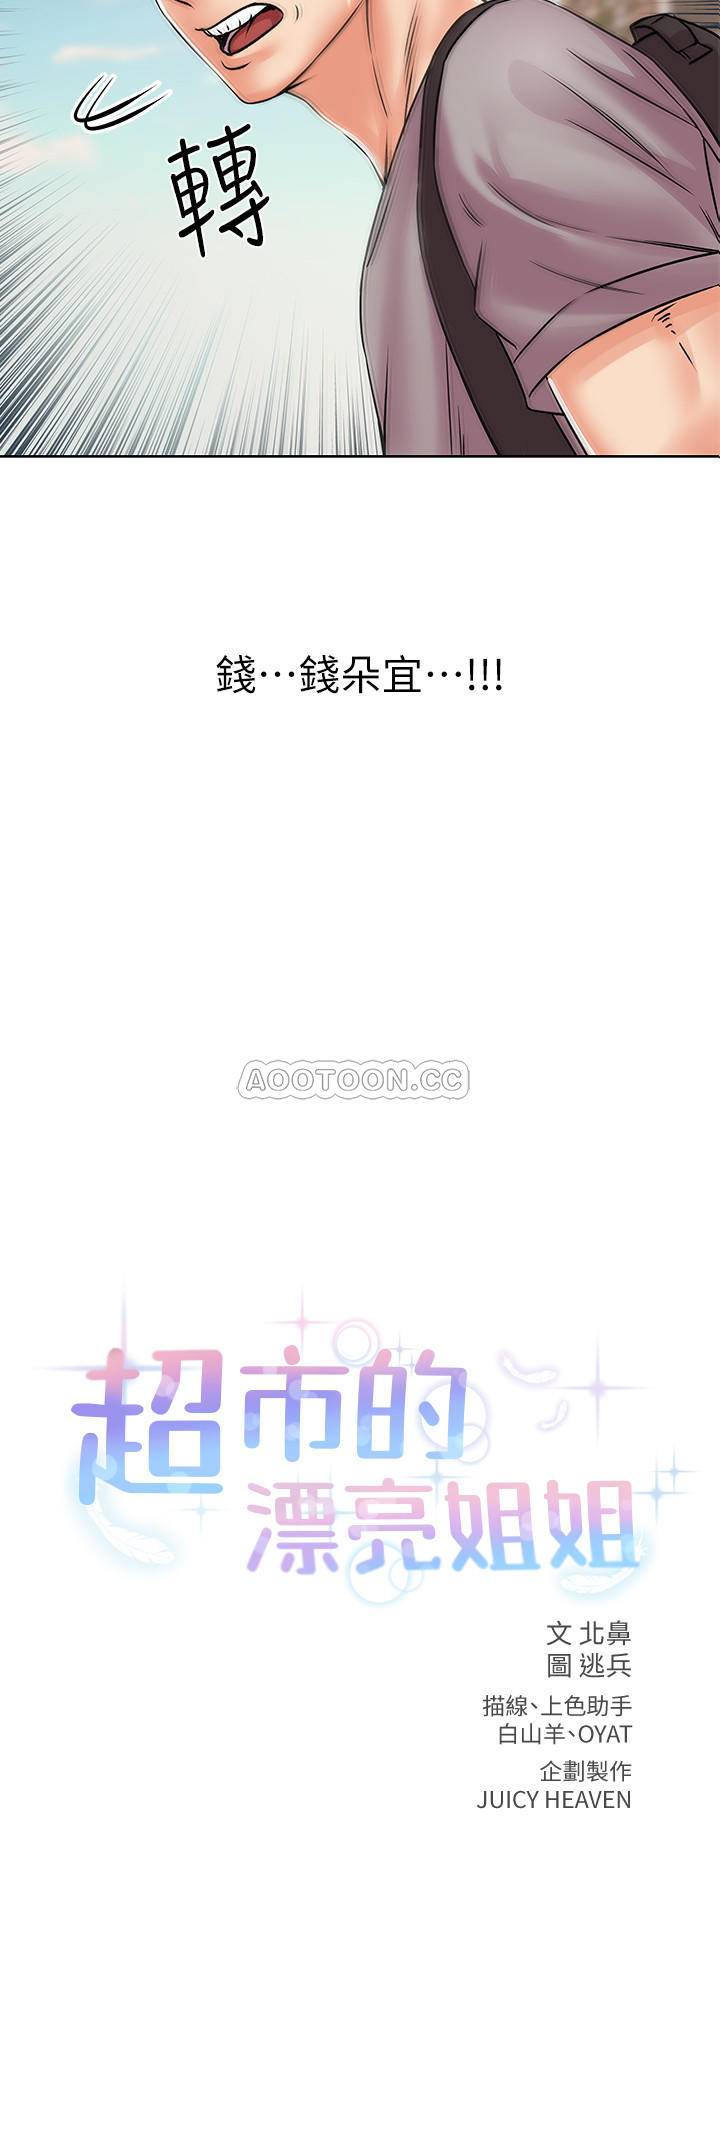 轉
錢⋯錢朵宜⋯!!!
AOOTOON.CC
超市的
漂亮姐姐
文 北鼻
圖 逃兵
描線、上色助手
白山羊、OYAT
企劃製作
JUICY HEAVEN